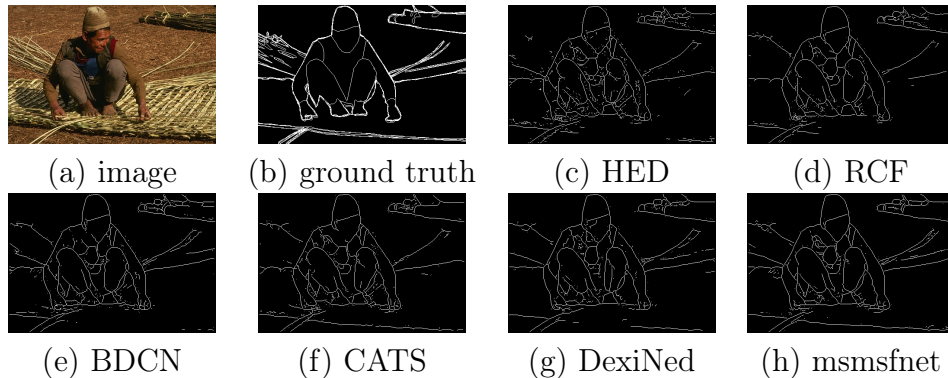 (a) image (b) ground truth (c) HED (d) RCF
(e) BDCN (f) CATS (g) DexiNed (h) msmsfnet